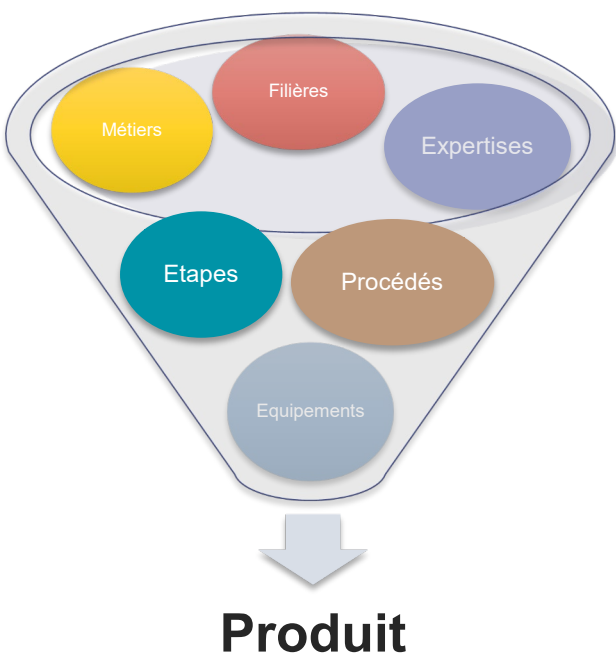 Filières
Métiers
Expertises
Etapes
Procédés
Equipements
Produit